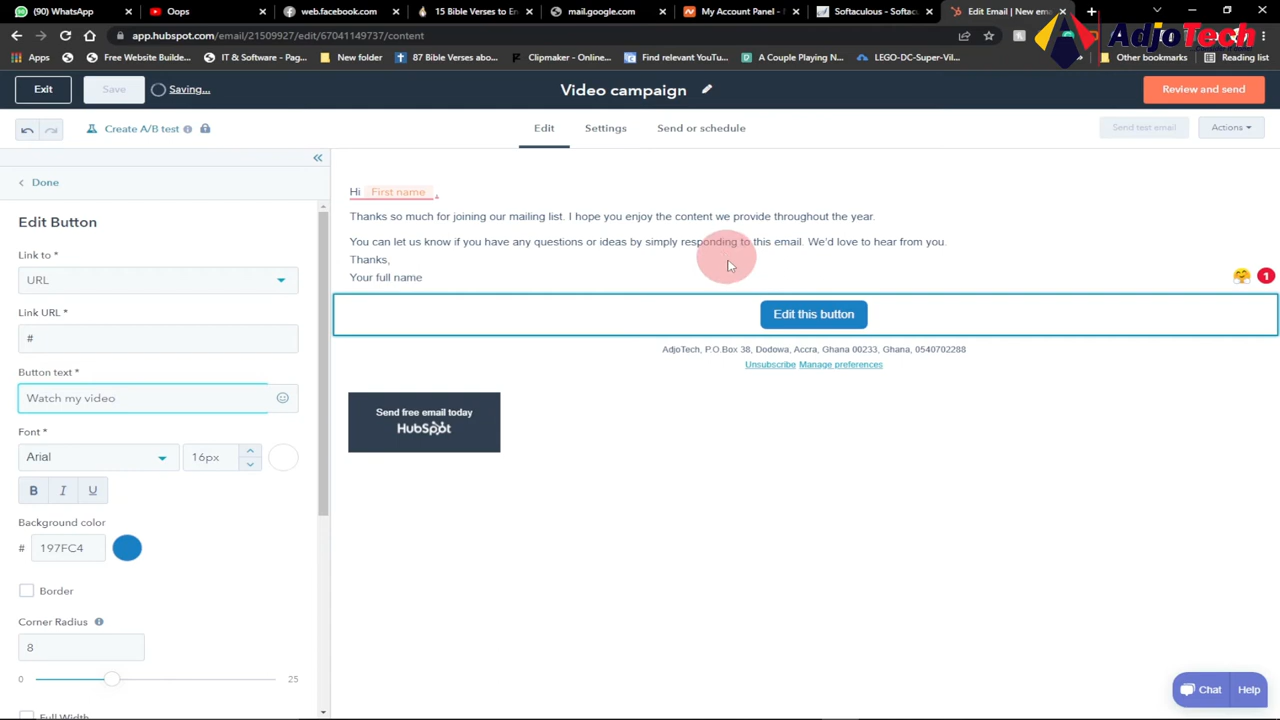 (90) WhatsApp
Oops
web.facebook.com
15 Bible Verses to En
mail.google.com
My Account Panel -
Softaculous - Softac
Edit Email | New ema
AdjoTech
app.hubspot.com/email/21509927/edit/67041149737/content
Apps
Free Website Builde...
IT & Software - Pag...
New folder
87 Bible Verses abo...
Clipmaker - Online...
Find relevantYoutu...
A Couple Playing N...
LEGO-DC-Super-Vil...
Other bookmarks
Reading list
Exit
Save
Saving...
Video campaign
Review and send
Create A/B test
Edit
Settings
Send or schedule
Send test email
Actions
Done
Edit Button
Link to *
URL
Link URL *
#
Button text *
Watch my video
Font *
Arial
16px
B I U
Background color
# 197FC4
Border
Corner Radius
8
0
25
Full Width
Hi First name ,
Thanks so much for joining our mailing list. I hope you enjoy the content we provide throughout the year.
You can let us know if you have any questions or ideas by simply responding to this email. We'd love to hear from you.
Thanks,
Your full name
1
Edit this button
AdjoTech, P.O.Box 38, Dodowa, Accra, Ghana 00233, Ghana, 0540702288
Unsubscribe Manage preferences
Send free email today
HubSpot
Chat
Help